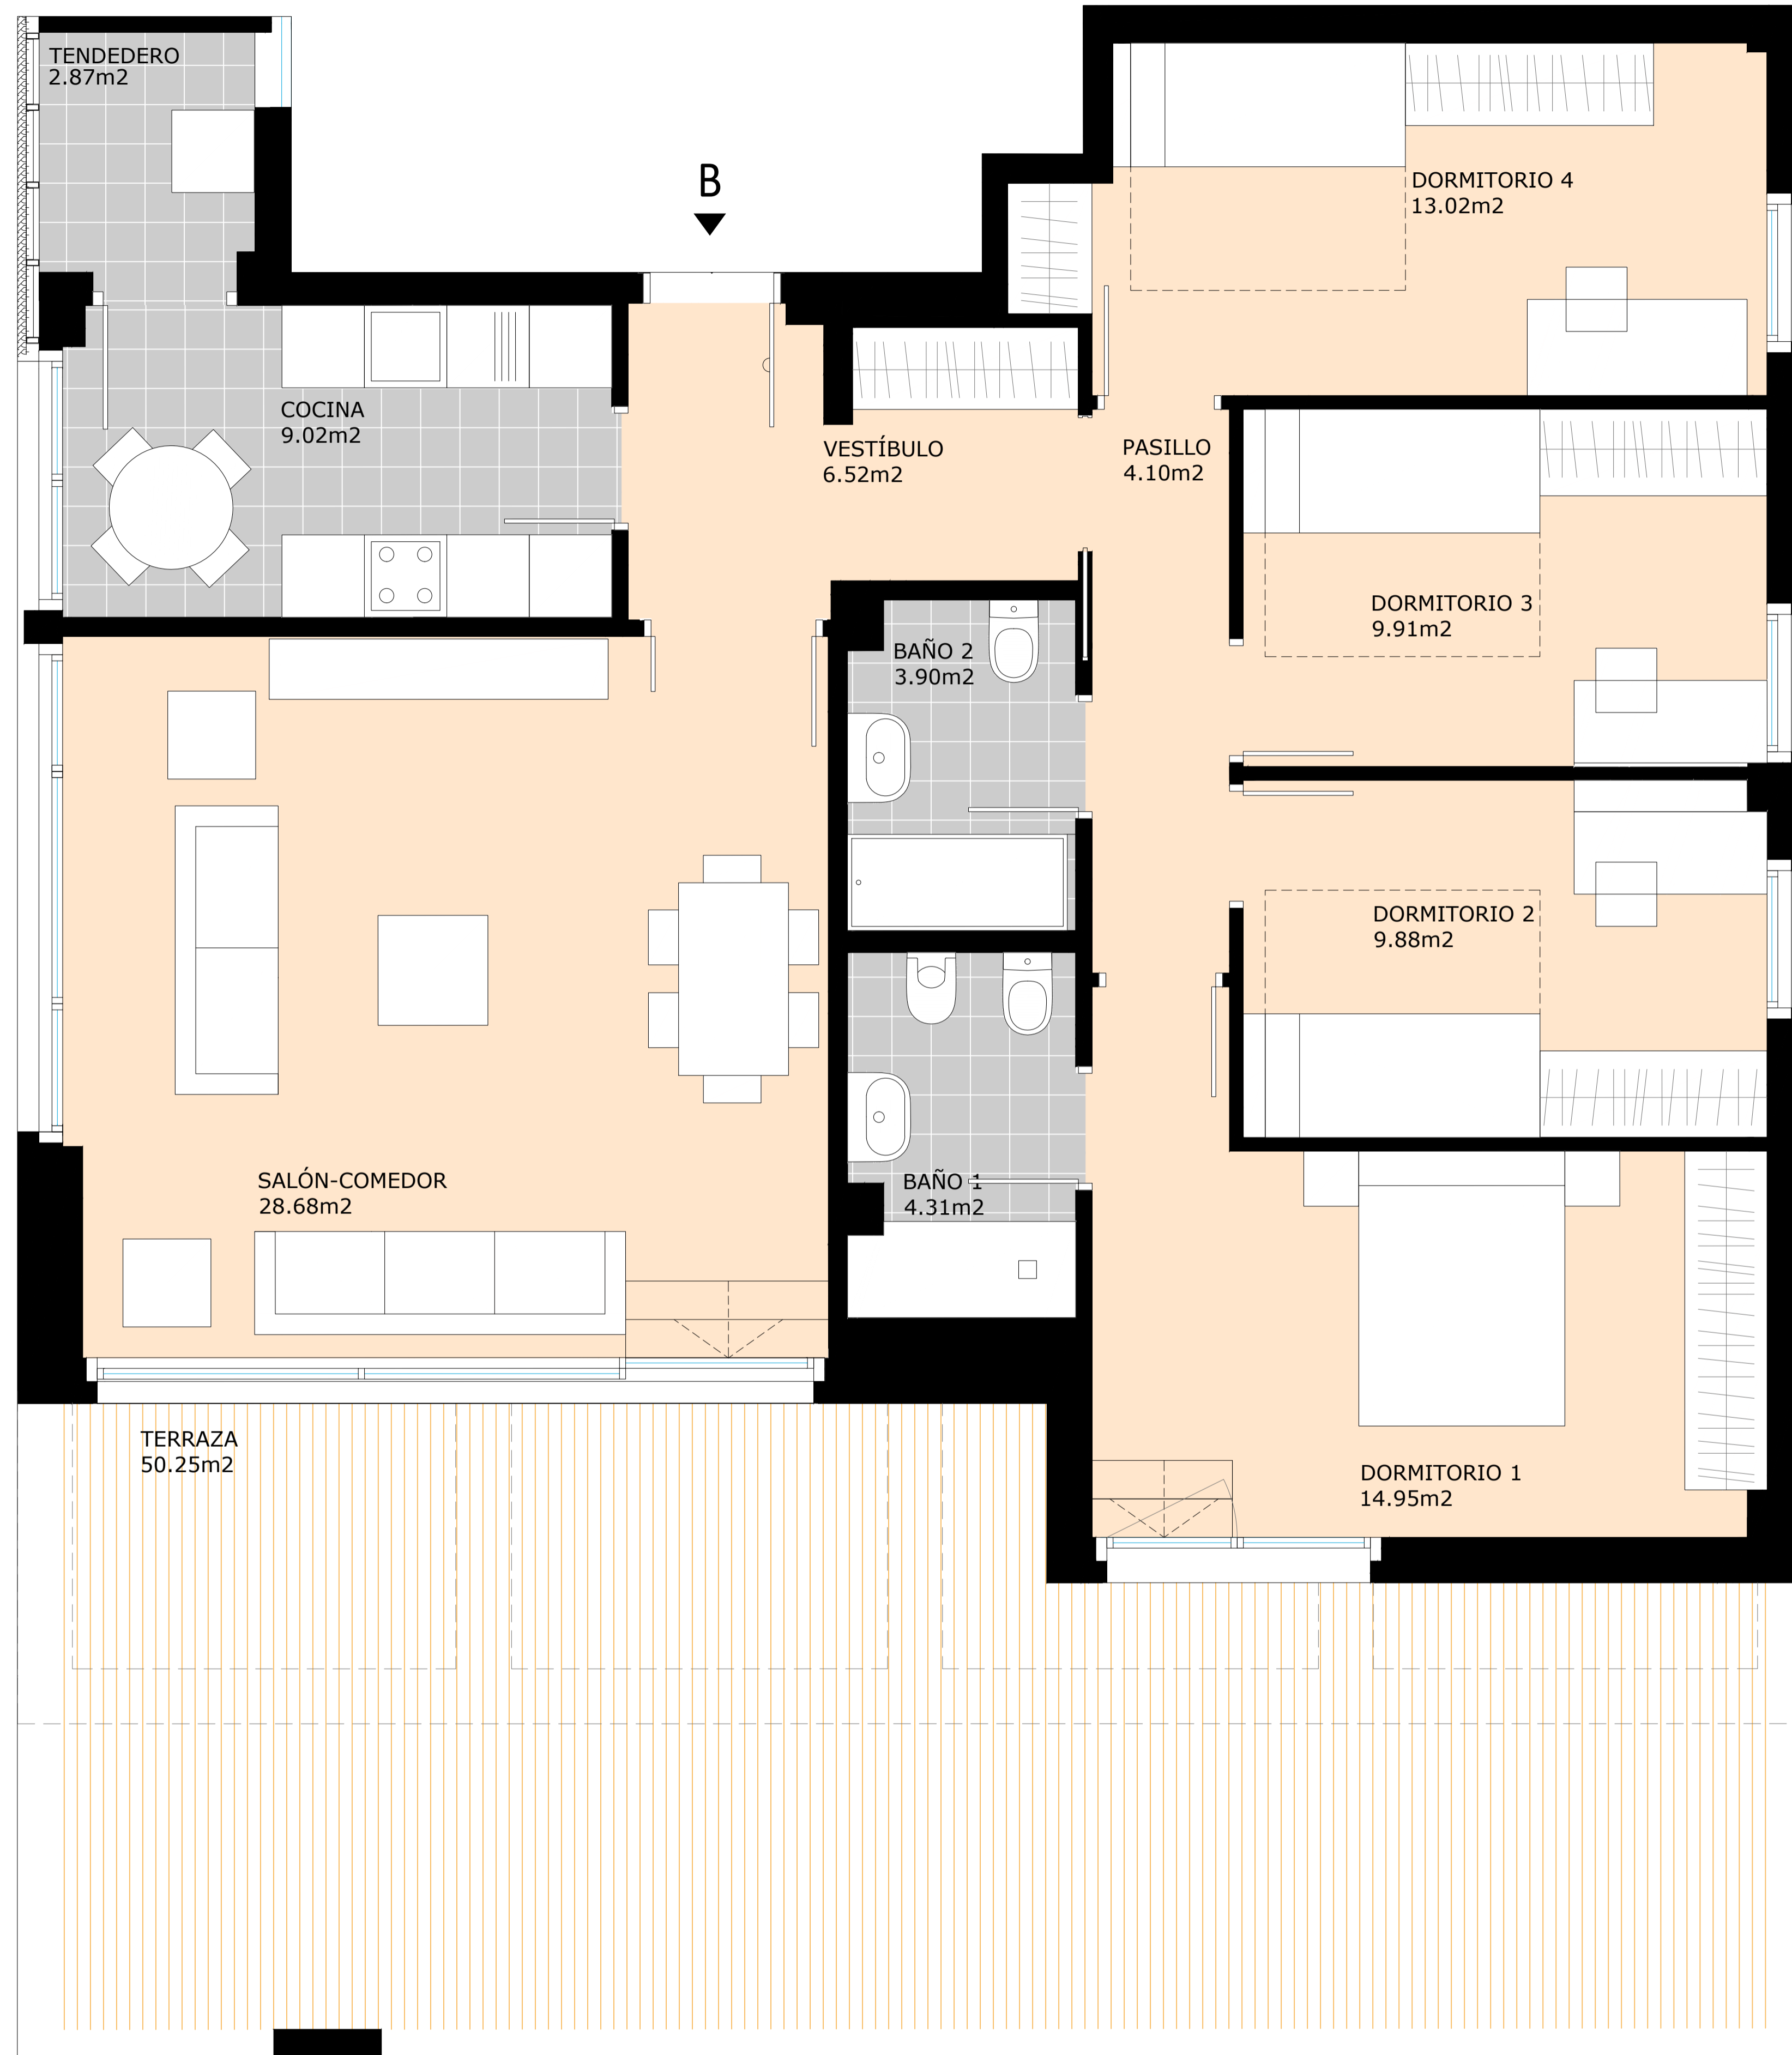 TENDEDERO
2.87m2
B
DORMITORIO 4
13.02m2
COCINA
9.02m2
VESTÍBULO
6.52m2
PASILLO
4.10m2
DORMITORIO 3
9.91m2
BAÑO 2
3.90m2
DORMITORIO 2
9.88m2
SALÓN-COMEDOR
28.68m2
BAÑO 1
4.31m2
TERRAZA
50.25m2
DORMITORIO 1
14.95m2